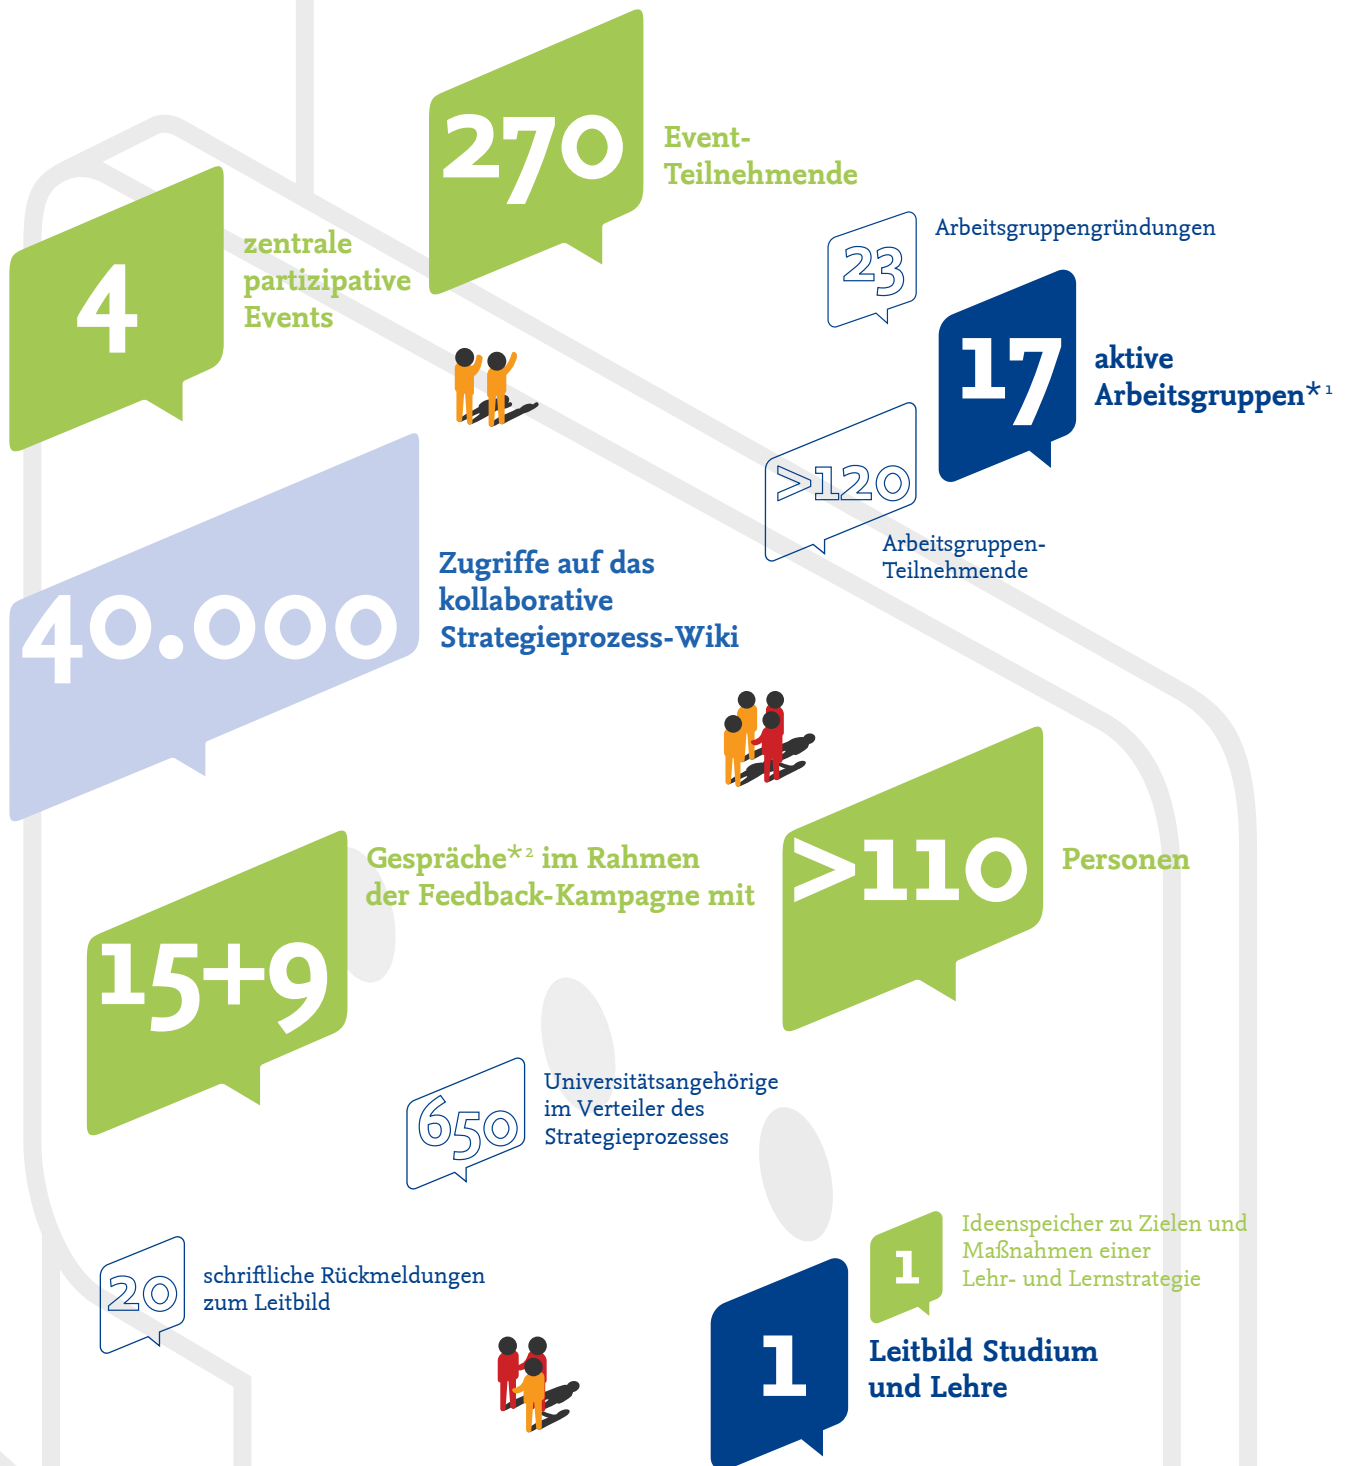 270
Event-
Teilnehmende
4
zentrale
partizipative
Events
23
Arbeitsgruppengründungen
17
aktive
Arbeitsgruppen*¹
>120
Arbeitsgruppen-
Teilnehmende
40.000
Zugriffe auf das
kollaborative
Strategieprozess-Wiki
15+9
Gespräche*² im Rahmen
der Feedback-Kampagne mit
>110
Personen
650
Universitätsangehörige
im Verteiler des
Strategieprozesses
20
schriftliche Rückmeldungen
zum Leitbild
1
Ideenspeicher zu Zielen und
Maßnahmen einer
Lehr- und Lernstrategie
1
Leitbild Studium
und Lehre